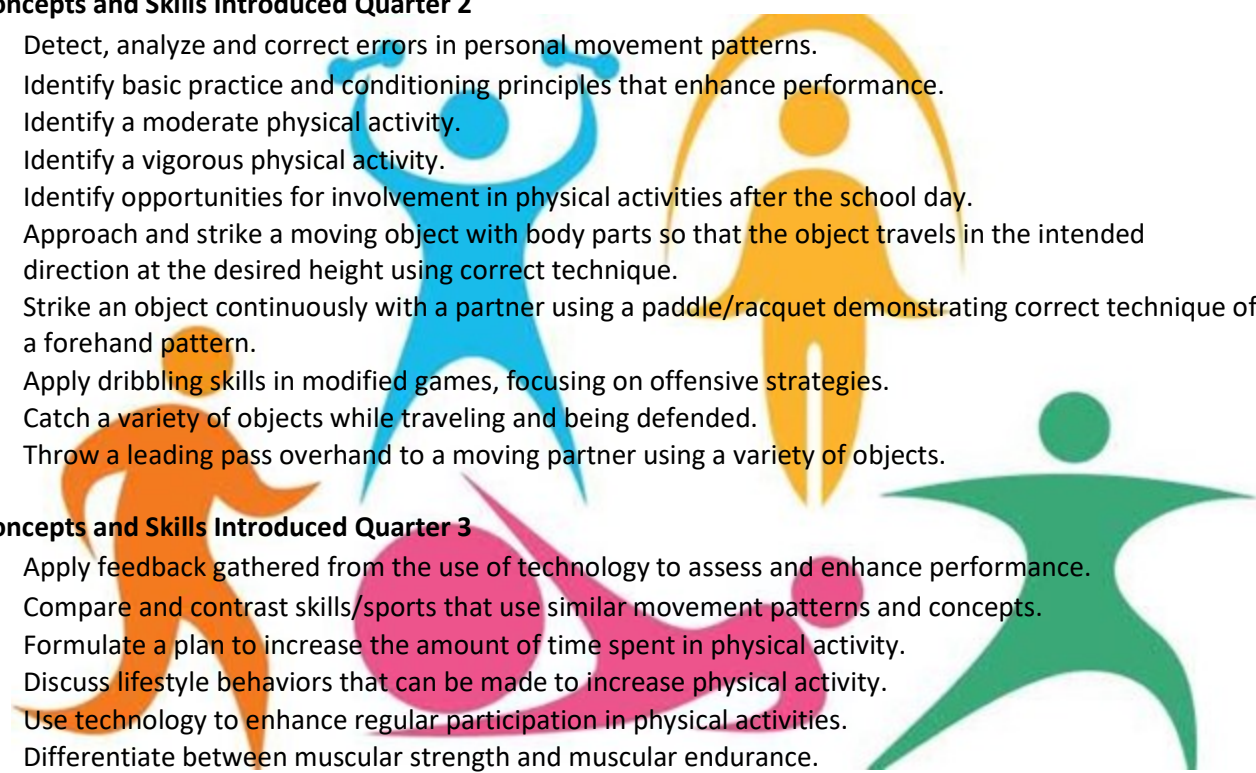 oncepts and Skills Introduced Quarter 2
Detect, analyze and correct errors in personal movement patterns.
Identify basic practice and conditioning principles that enhance performance.
Identify a moderate physical activity.
Identify a vigorous physical activity.
Identify opportunities for involvement in physical activities after the school day.
Approach and strike a moving object with body parts so that the object travels in the intended
direction at the desired height using correct technique.
Strike an object continuously with a partner using a paddle/racquet demonstrating correct technique of
a forehand pattern.
Apply dribbling skills in modified games, focusing on offensive strategies.
Catch a variety of objects while traveling and being defended.
Throw a leading pass overhand to a moving partner using a variety of objects.
oncepts and Skills Introduced Quarter 3
Apply feedback gathered from the use of technology to assess and enhance performance.
Compare and contrast skills/sports that use similar movement patterns and concepts.
Formulate a plan to increase the amount of time spent in physical activity.
Discuss lifestyle behaviors that can be made to increase physical activity.
Use technology to enhance regular participation in physical activities.
Differentiate between muscular strength and muscular endurance.